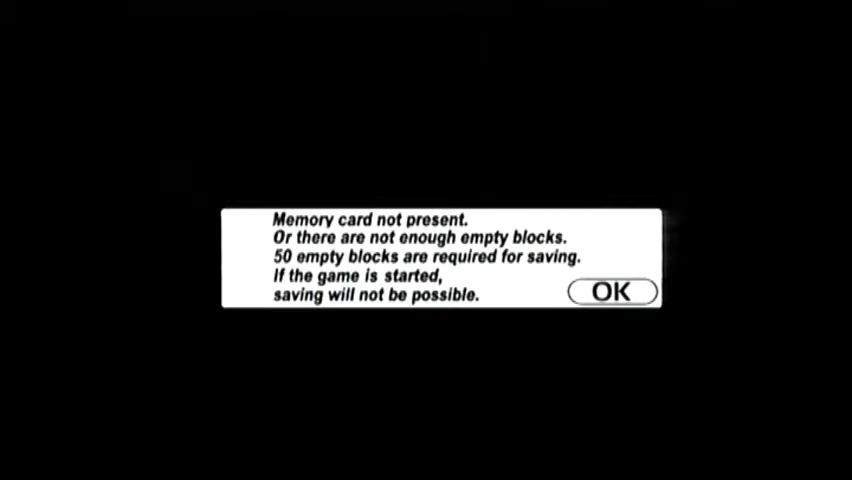 Memory card not present.
Or there are not enough empty blocks.
50 empty blocks are required for saving.
If the game is started,
saving will not be possible.
OK